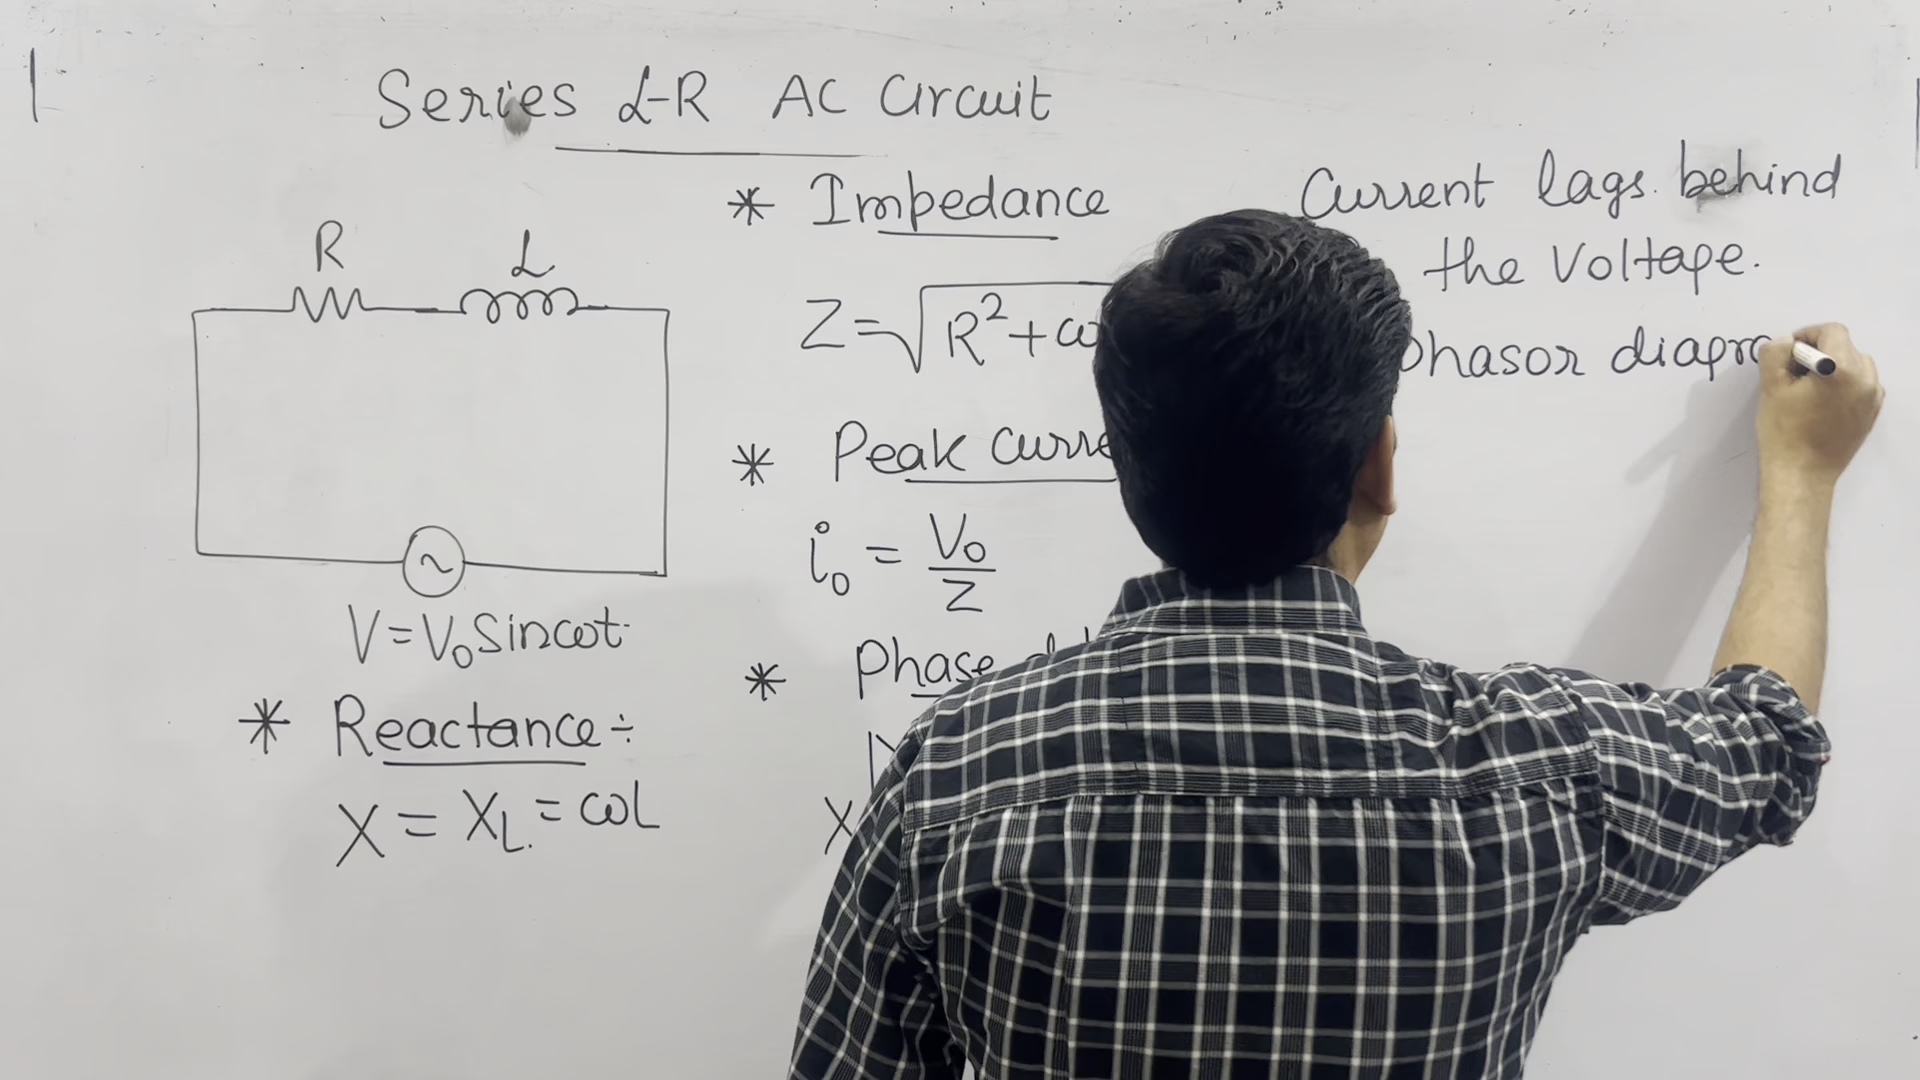 Series L-R AC Circuit
R
L
V=V₀Sinωt
* Reactance÷
X = X_L = ωL
* Impedance
Z=√R²+ω
* Peak Curre
i₀ = V₀/Z
* Phase
X
Current lags behind
the Voltage.
phasor diagra